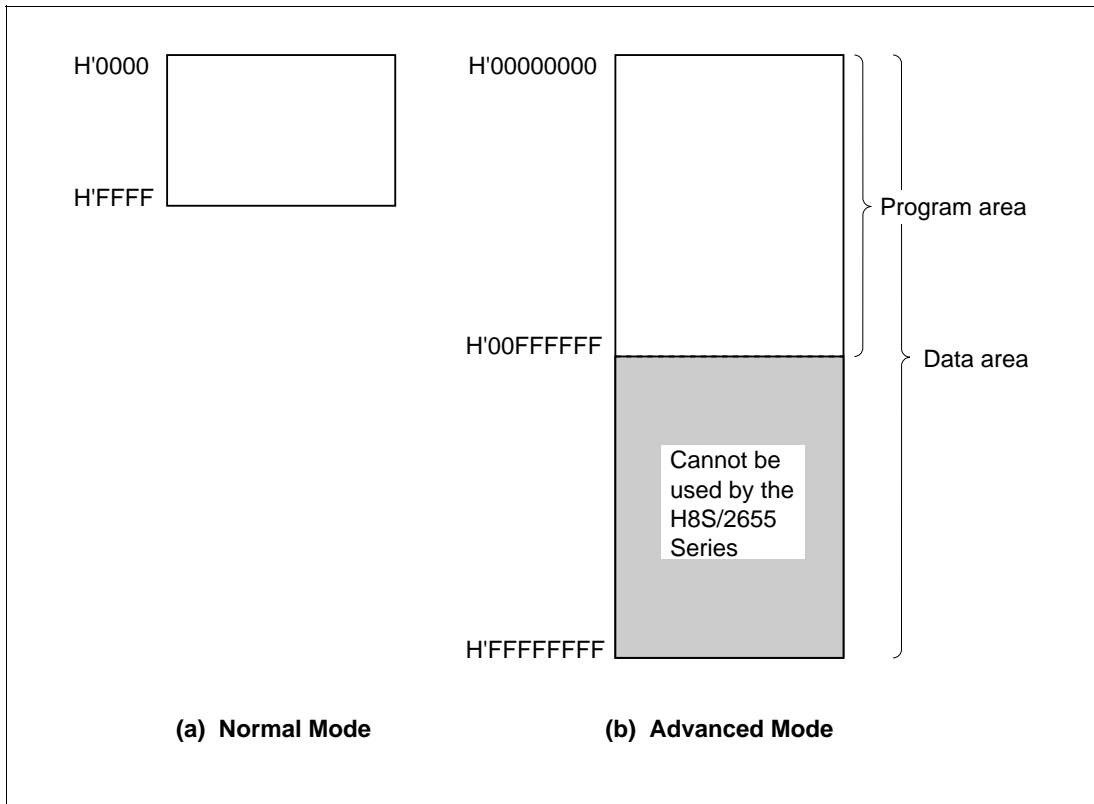 H'0000
H'FFFF
(a) Normal Mode
H'00000000
H'00FFFFFF
H'FFFFFFFF
Program area
Data area
Cannot be
used by the
H8S/2655
Series
(b) Advanced Mode